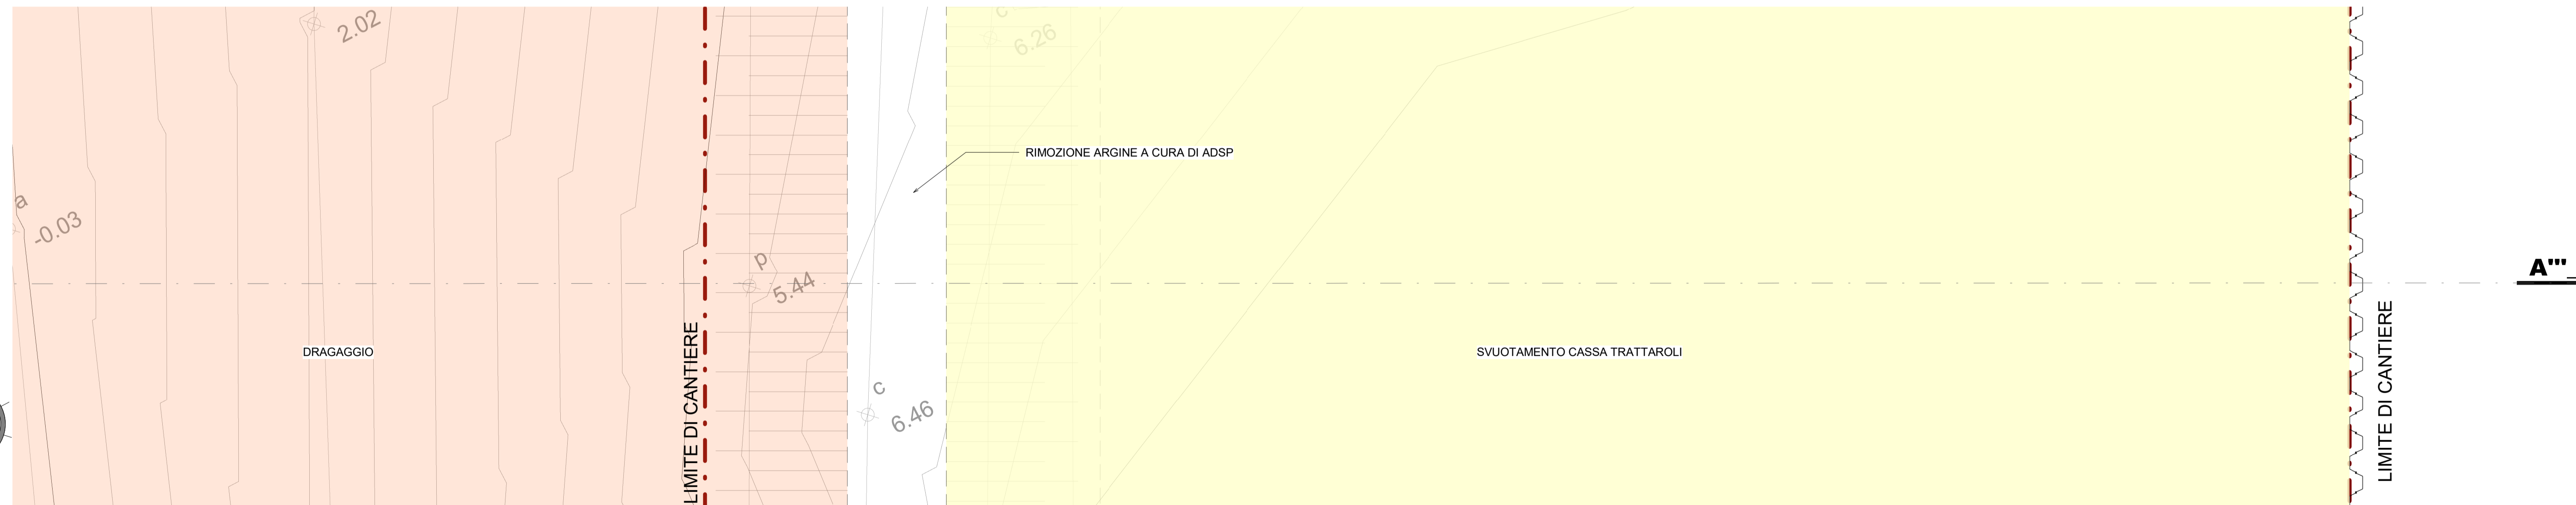 2.02
c
6.26
RIMOZIONE ARGINE A CURA DI ADSP
a
-0.03
p
5.44
A'''
DRAGAGGIO
LIMITE DI CANTIERE
SVUOTAMENTO CASSA TRATTAROLI
LIMITE DI CANTIERE
c
6.46